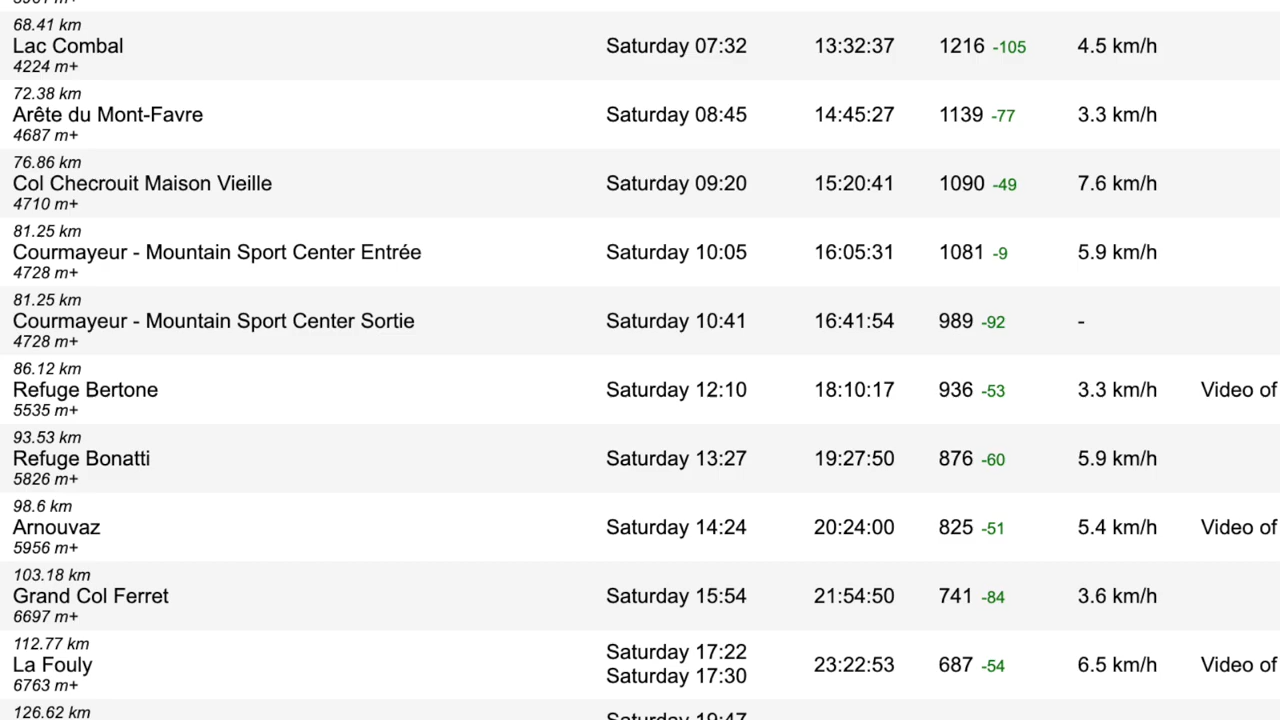 68.41 km
Lac Combal Saturday 07:32 13:32:37 1216 -105 4.5 km/h
4224 m+
72.38 km
Arête du Mont-Favre Saturday 08:45 14:45:27 1139 -77 3.3 km/h
4687 m+
76.86 km
Col Checrouit Maison Vieille Saturday 09:20 15:20:41 1090 -49 7.6 km/h
4710 m+
81.25 km
Courmayeur - Mountain Sport Center Entrée Saturday 10:05 16:05:31 1081 -9 5.9 km/h
4728 m+
81.25 km
Courmayeur - Mountain Sport Center Sortie Saturday 10:41 16:41:54 989 -92 -
4728 m+
86.12 km
Refuge Bertone Saturday 12:10 18:10:17 936 -53 3.3 km/h Video of
5535 m+
93.53 km
Refuge Bonatti Saturday 13:27 19:27:50 876 -60 5.9 km/h
5826 m+
98.6 km
Arnouvaz Saturday 14:24 20:24:00 825 -51 5.4 km/h Video of
5956 m+
103.18 km
Grand Col Ferret Saturday 15:54 21:54:50 741 -84 3.6 km/h
6697 m+
112.77 km
Saturday 17:22
La Fouly 23:22:53 687 -54 6.5 km/h Video of
Saturday 17:30
6763 m+
126.62 km
Saturday 19:47